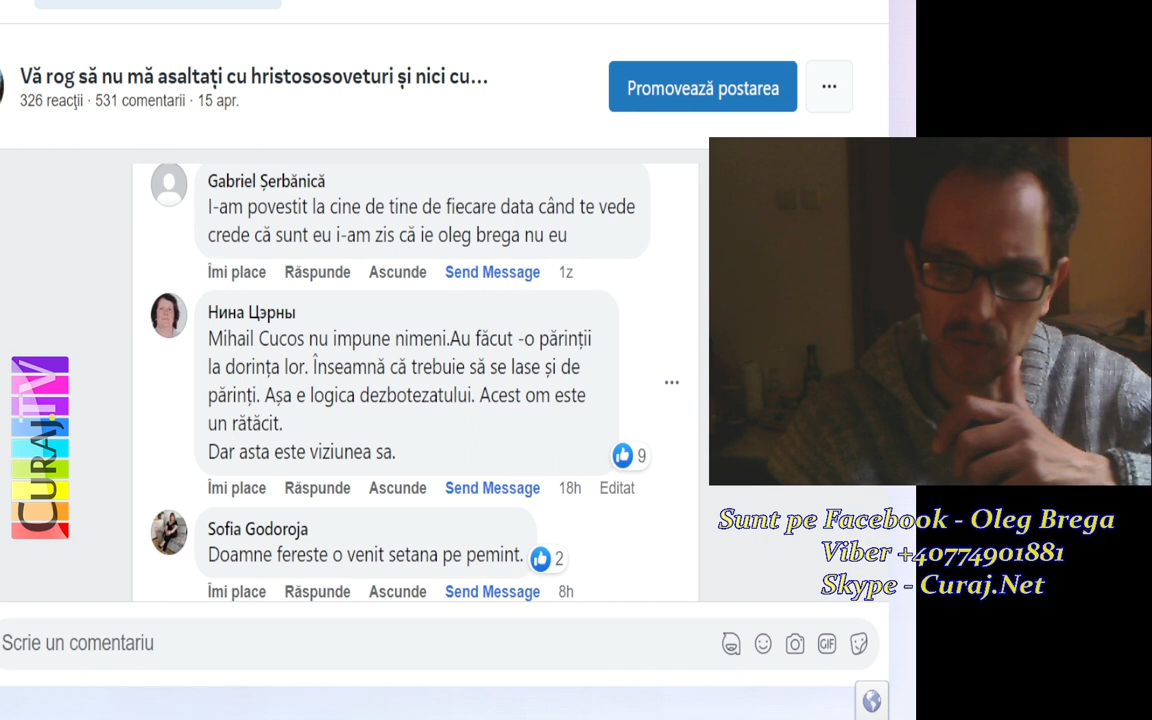 Vă rog să nu mă asaltați cu hristososveturi și nici cu...
326 reacții · 531 comentarii · 15 apr.
Promovează postarea
Gabriel Șerbănică
I-am povestit la cine de tine de fiecare data când te vede
crede că sunt eu i-am zis că ie oleg brega nu eu
Îmi place Răspunde Ascunde Send Message 1z
Нина Цэрны
Mihail Cucos nu impune nimeni.Au făcut -o părinții
la dorința lor. Înseamnă că trebuie să se lase și de
părinți. Așa e logica dezbotezatului. Acest om este
un rătăcit.
Dar asta este viziunea sa.
9
Îmi place Răspunde Ascunde Send Message 18h Editat
Sofia Godoroja
Doamne fereste o venit setana pe pemint.
2
Îmi place Răspunde Ascunde Send Message 8h
Scrie un comentariu
GIF
CURAJ.TV
Sunt pe Facebook - Oleg Brega
Viber +40774901881
Skype - Curaj.Net